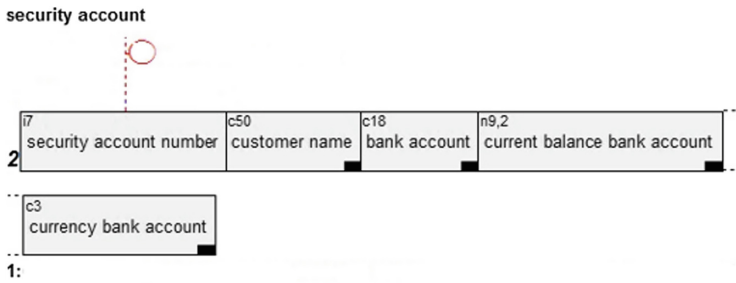 security account
i7 c50 c18 n9,2
security account number customer name bank account current balance bank account
2
c3
currency bank account
1: